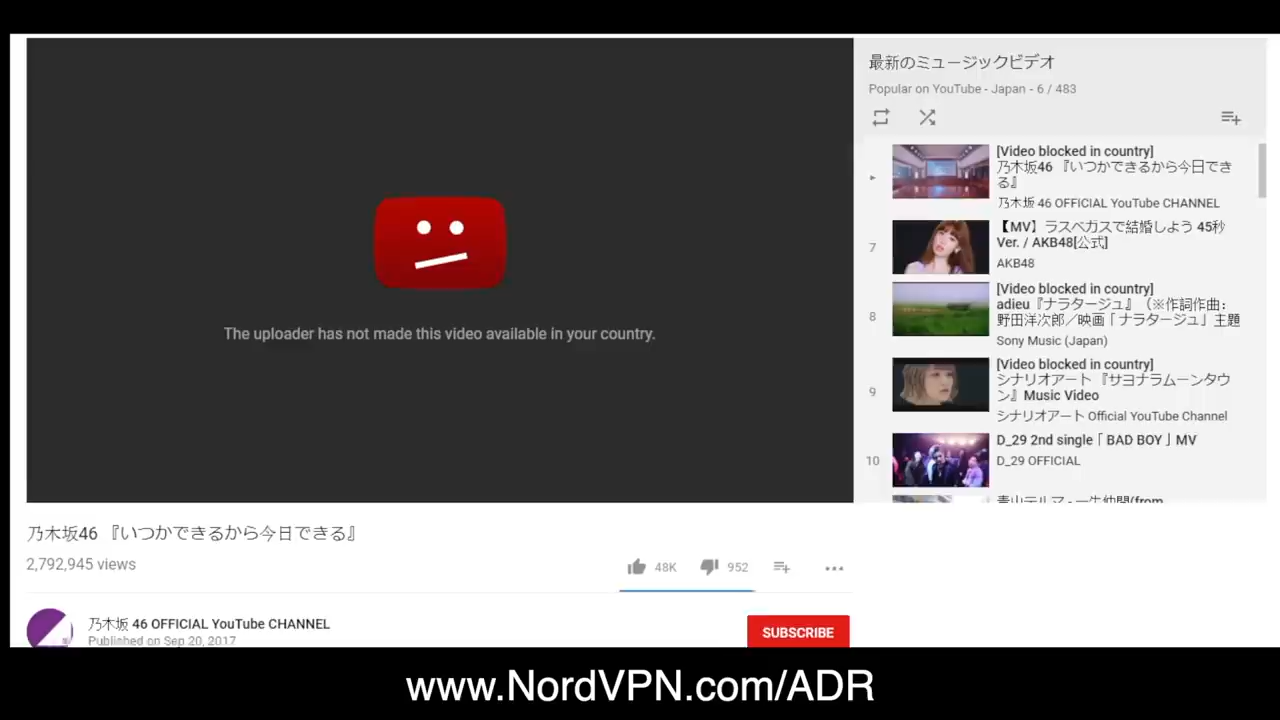 The uploader has not made this video available in your country.
乃木坂46 『いつかできるから今日できる』
2,792,945 views
48K
952
乃木坂 46 OFFICIAL YouTube CHANNEL
Published on Sep 20, 2017
SUBSCRIBE
最新のミュージックビデオ
Popular on YouTube - Japan - 6 / 483
[Video blocked in country]
乃木坂46 『いつかできるから今日でき
る』
乃木坂 46 OFFICIAL YouTube CHANNEL
7
【MV】ラスベガスで結婚しよう 45秒
Ver. / AKB48[公式]
AKB48
8
[Video blocked in country]
adieu『ナラタージュ』（※作詞作曲：
野田洋次郎／映画「ナラタージュ」主題
Sony Music (Japan)
9
[Video blocked in country]
シナリオアート 『サヨナラムーンタウ
ン』Music Video
シナリオアート Official YouTube Channel
10
D_29 2nd single「BAD BOY」MV
D_29 OFFICIAL
青山テルマ - 一生仲間(from
www.NordVPN.com/ADR